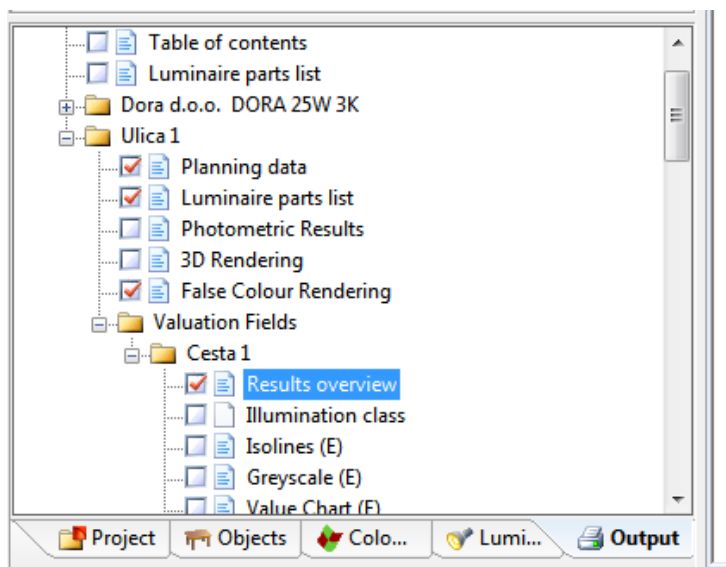 Table of contents
Luminaire parts list
Dora d.o.o. DORA 25W 3K
Ulica 1
Planning data
Luminaire parts list
Photometric Results
3D Rendering
False Colour Rendering
Valuation Fields
Cesta 1
Results overview
Illumination class
Isolines (E)
Greyscale (E)
Value Chart (E)
Project Objects Colo... Lumi... Output